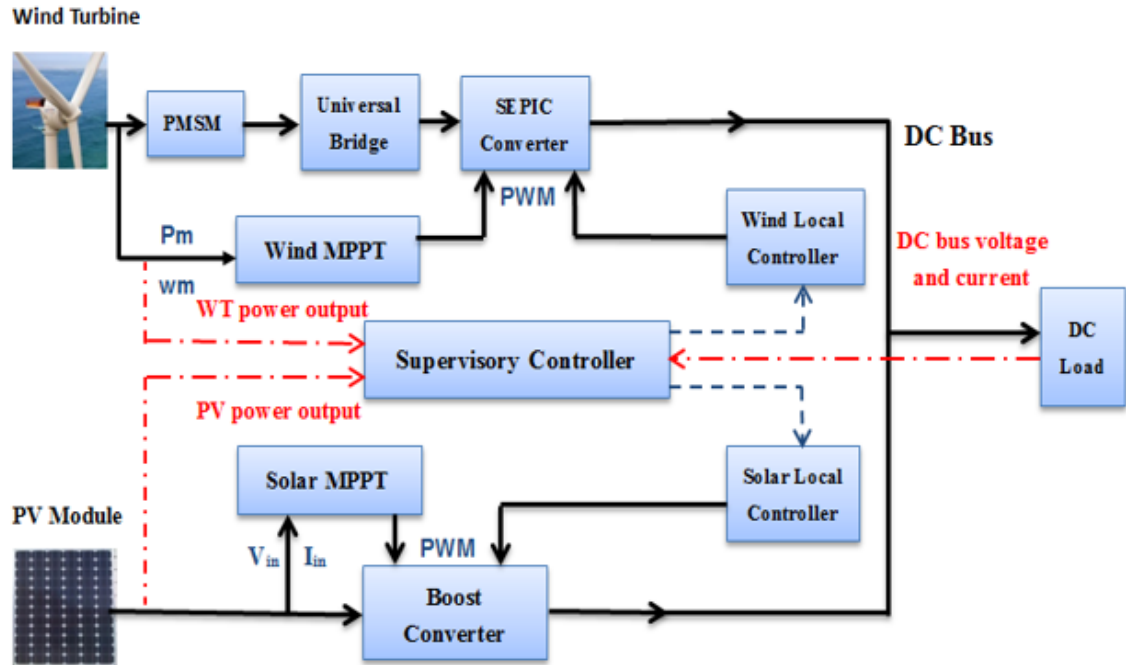 Wind Turbine
PMSM
Universal
Bridge
SEPIC
Converter
DC Bus
PWM
Pm
wm
Wind MPPT
Wind Local
Controller
DC bus voltage
and current
WT power output
Supervisory Controller
DC
Load
PV power output
Solar MPPT
Solar Local
Controller
PV Module
Vin
Iin
PWM
Boost
Converter